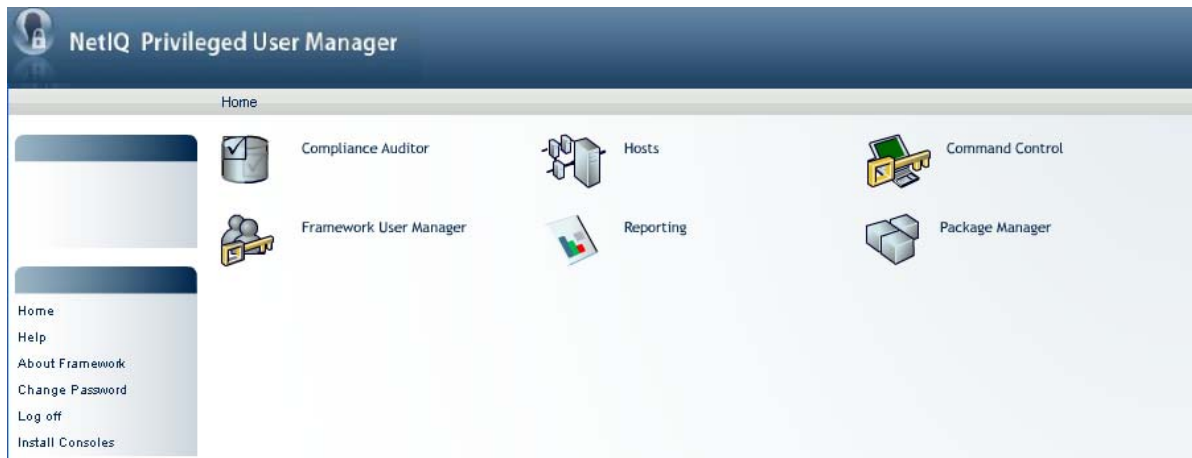 NetIQ Privileged User Manager
Home
Compliance Auditor
Hosts
Command Control
Framework User Manager
Reporting
Package Manager
Home
Help
About Framework
Change Password
Log off
Install Consoles